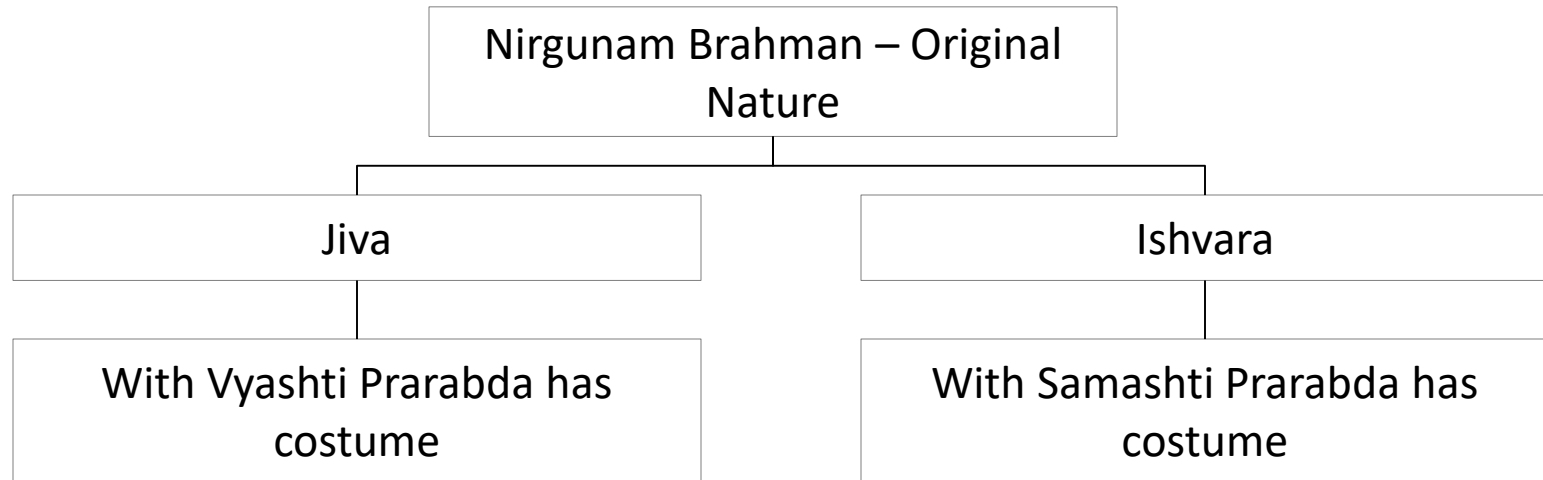 Nirgunam Brahman – Original
Nature
Jiva
Ishvara
With Vyashti Prarabda has
costume
With Samashti Prarabda has
costume